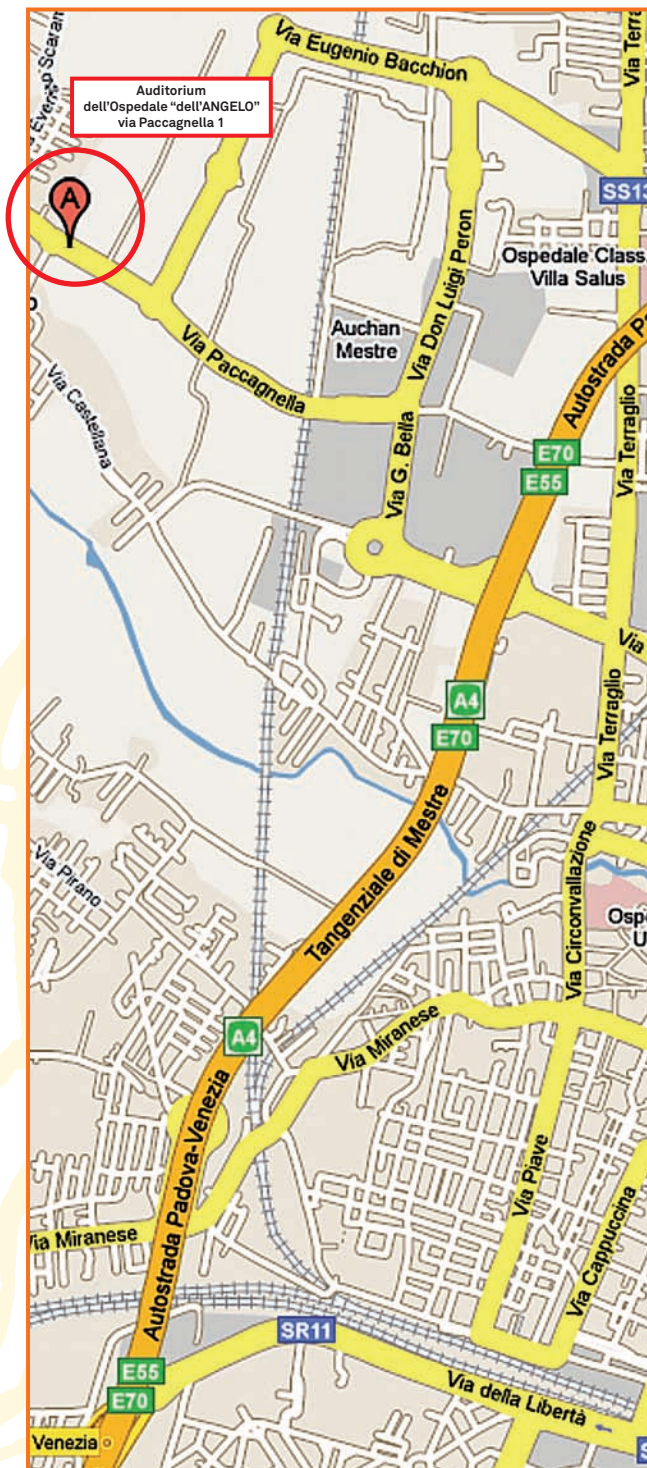 Via Eugenio Bacchion
Via Terra
Auditorium
dell'Ospedale "dell'ANGELO"
via Paccagnella 1
A
SS13
Via Don Luigi Peron
Ospedale Class.
Villa Salus
Auchan
Mestre
Via Paccagnella
Autostrada Pa
Via Castellana
Via G. Bella
E70
E55
Via Terraglio
Via
A4
E70
Via Terraglio
Tangenziale di Mestre
Via Pirano
Via Circonvallazione
Osp
U
A4
Via Miranese
Autostrada Padova-Venezia
Via Piave
Via Cappuccina
Via Miranese
SR11
E55
E70
Via della Libertà
Venezia
S